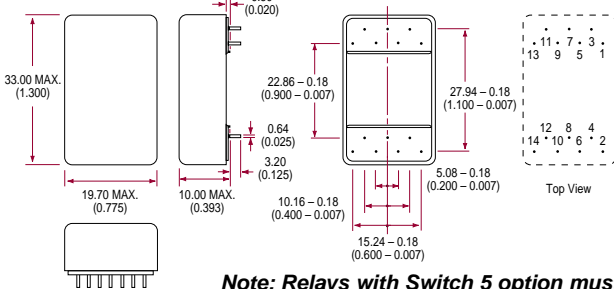 (0.020)
33.00 MAX.
(1.300)
19.70 MAX.
(0.775)
10.00 MAX.
(0.393)
0.64
(0.025)
3.20
(0.125)
22.86 – 0.18
(0.900 – 0.007)
27.94 – 0.18
(1.100 – 0.007)
5.08 – 0.18
(0.200 – 0.007)
10.16 – 0.18
(0.400 – 0.007)
15.24 – 0.18
(0.600 – 0.007)
11 7 3
13 9 5 1
12 8 4
14 10 6 2
Top View
Note: Relays with Switch 5 option mus